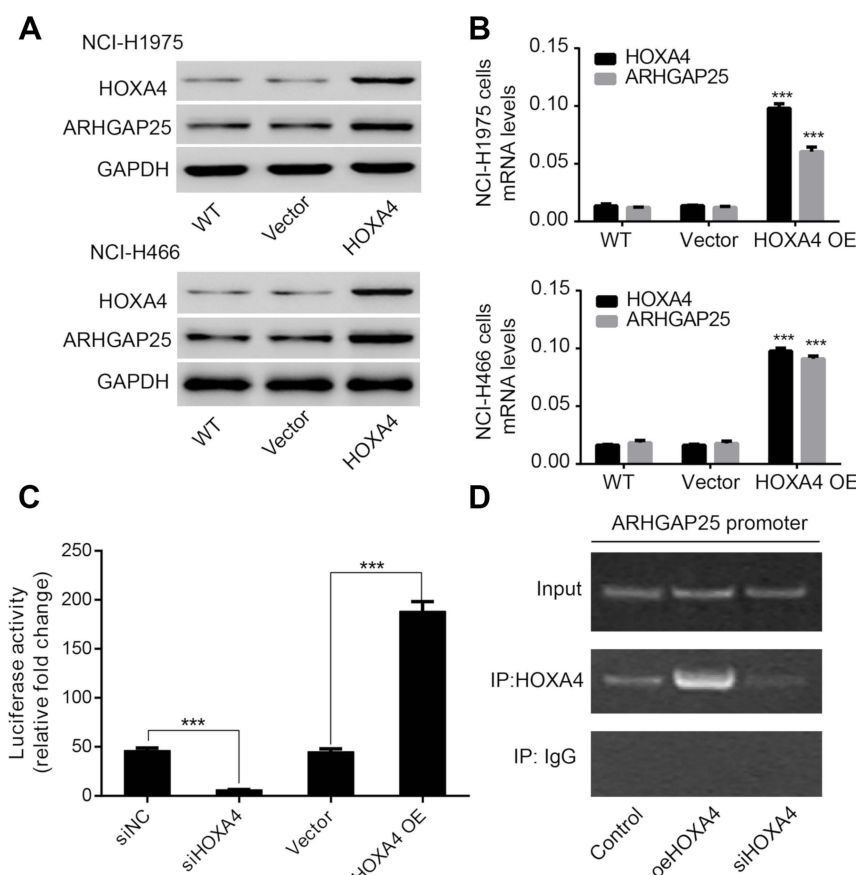 A
NCI-H1975
HOXA4
ARHGAP25
GAPDH
WT
Vector
HOXA4
NCI-H466
HOXA4
ARHGAP25
GAPDH
WT
Vector
HOXA4
B
NCI-H1975 cells
mRNA levels
0.15
0.10
0.05
0.00
HOXA4
ARHGAP25
***
***
WT
Vector
HOXA4 OE
NCI-H466 cells
mRNA levels
0.15
0.10
0.05
0.00
HOXA4
ARHGAP25
***
***
WT
Vector
HOXA4 OE
C
Luciferase activity
(relative fold change)
250
200
150
100
50
0
***
***
siNC
siHOXA4
Vector
HOXA4 OE
D
ARHGAP25 promoter
Input
IP:HOXA4
IP: IgG
Control
oeHOXA4
siHOXA4